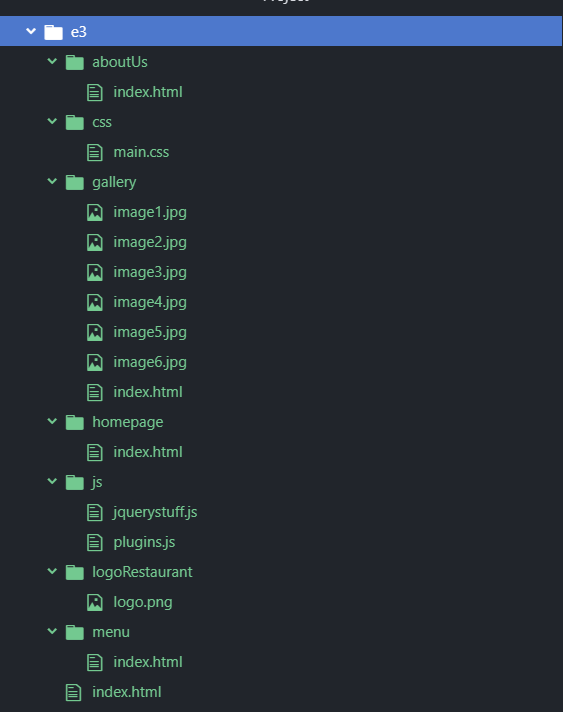 Project
e3
aboutUs
index.html
css
main.css
gallery
image1.jpg
image2.jpg
image3.jpg
image4.jpg
image5.jpg
image6.jpg
index.html
homepage
index.html
js
jquerystuff.js
plugins.js
logoRestaurant
logo.png
menu
index.html
index.html